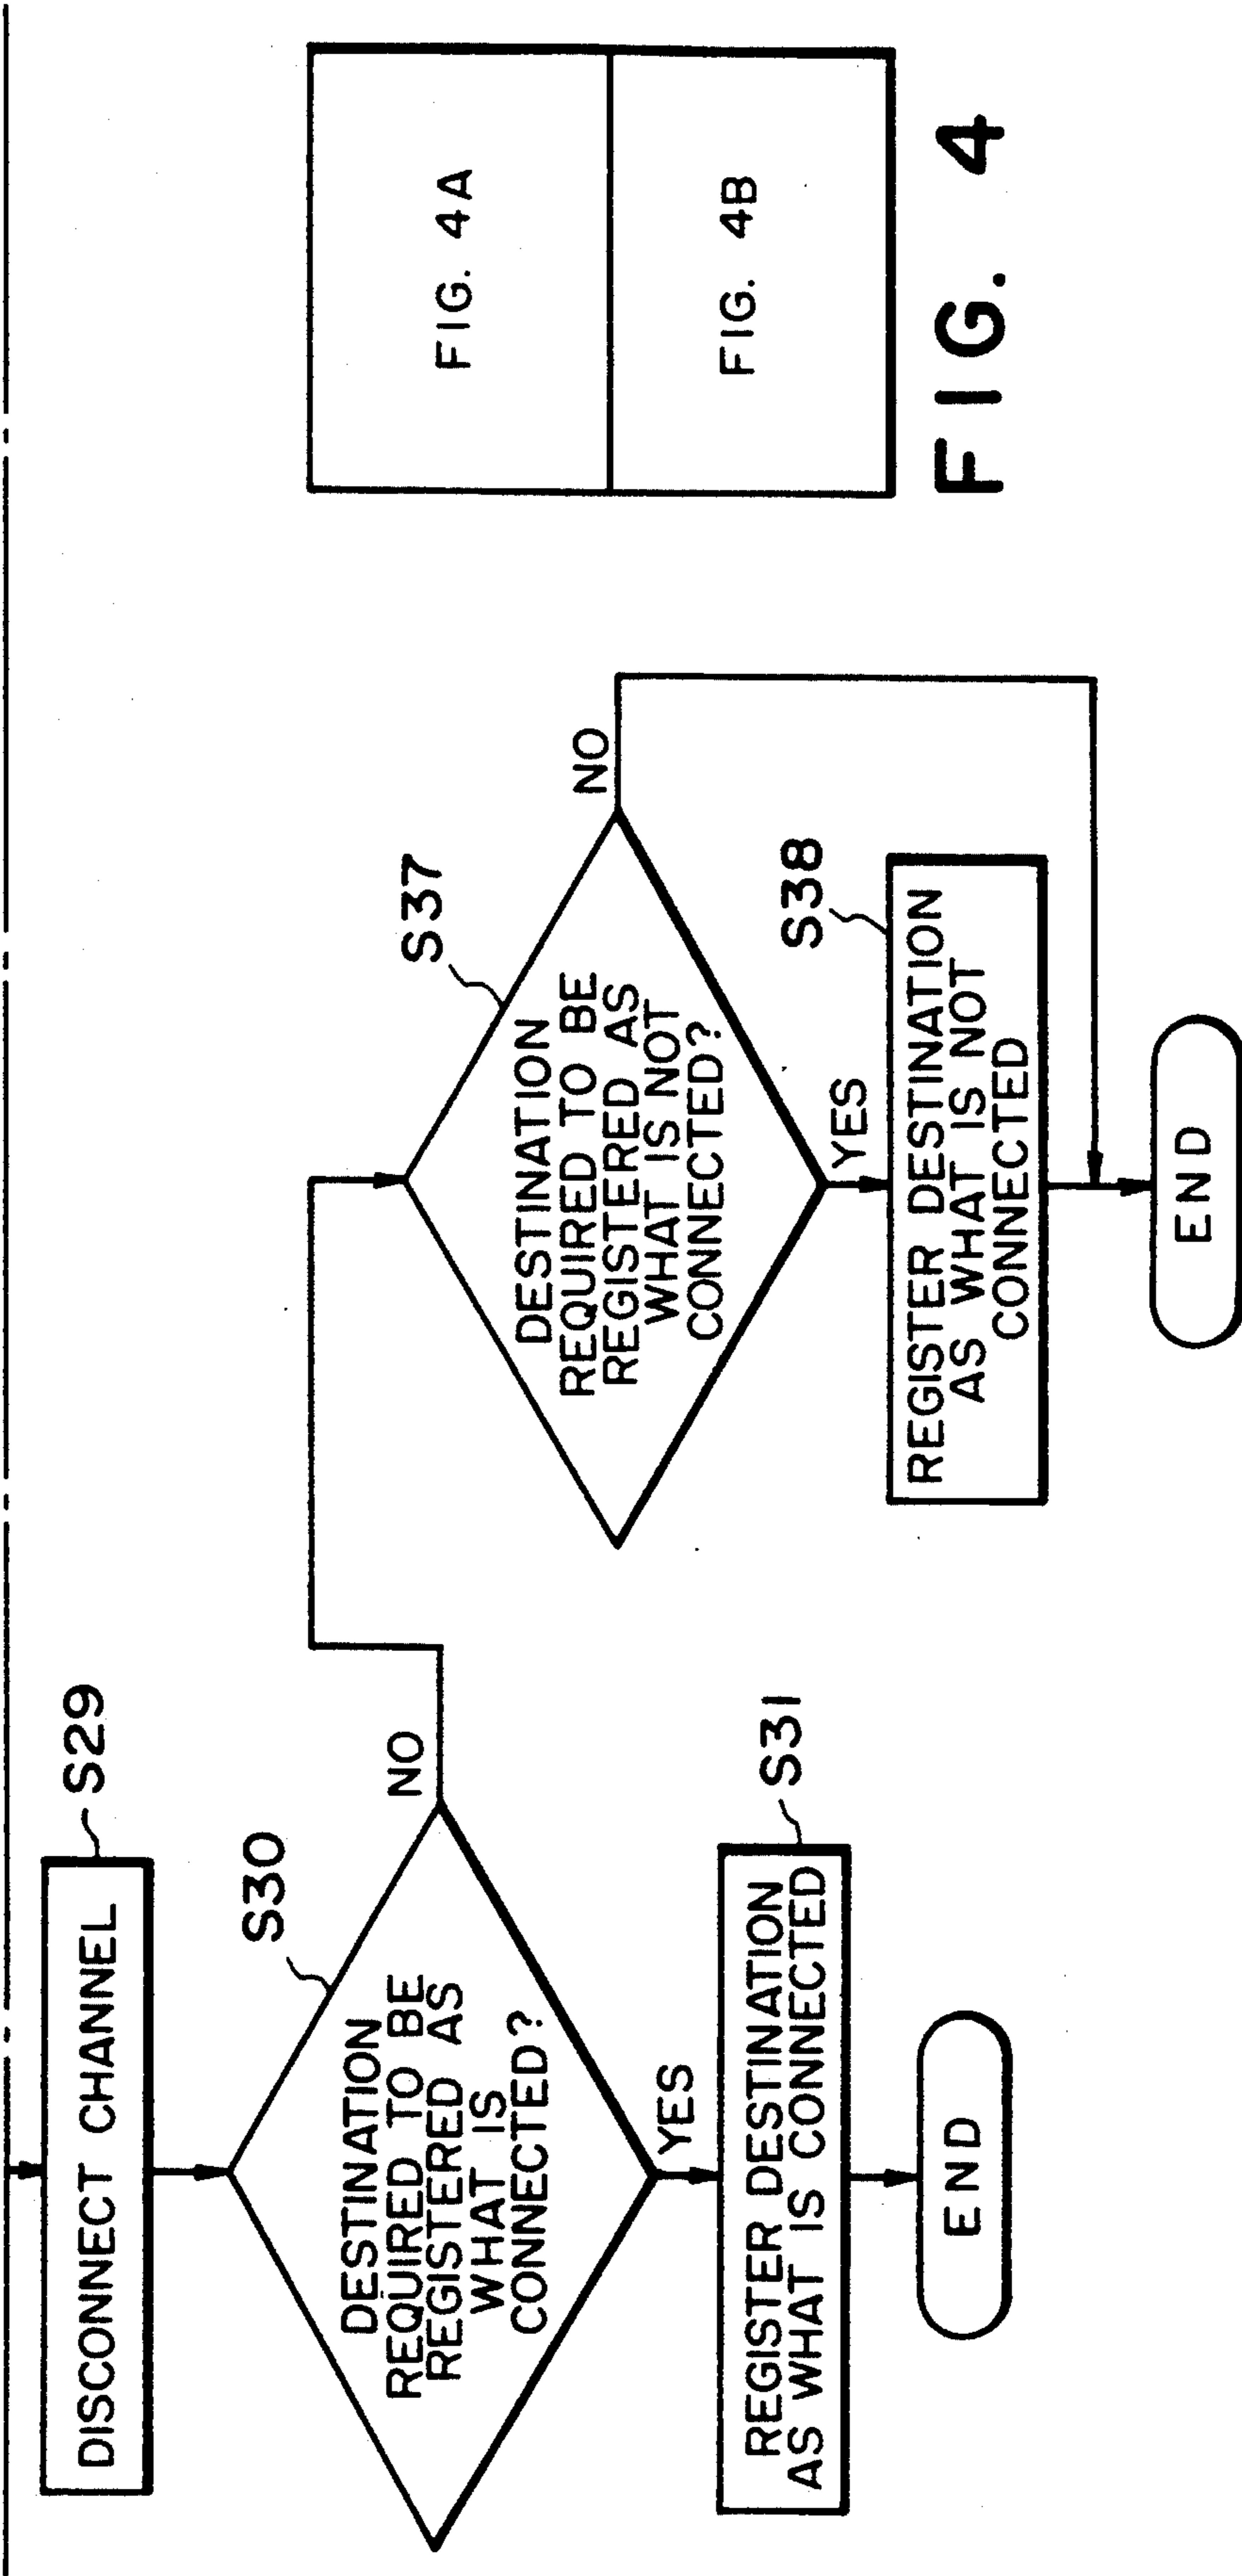 DISCONNECT CHANNEL
S29
S30
DESTINATION
REQUIRED TO BE
REGISTERED AS
WHAT IS
CONNECTED?
NO
YES
S31
REGISTER DESTINATION
AS WHAT IS CONNECTED
END
S37
DESTINATION
REQUIRED TO BE
REGISTERED AS
WHAT IS NOT
CONNECTED?
NO
YES
S38
REGISTER DESTINATION
AS WHAT IS NOT
CONNECTED
END
FIG. 4A
FIG. 4B
FIG. 4